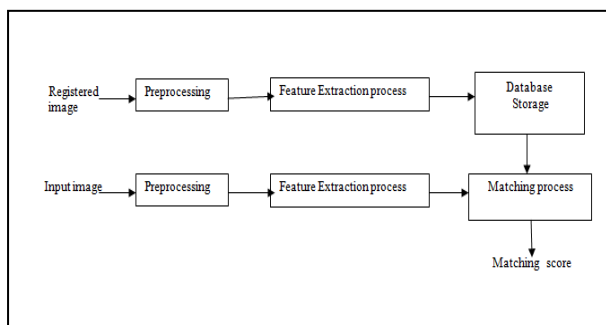 Registered
image
Preprocessing
Feature Extraction process
Database
Storage
Input image
Preprocessing
Feature Extraction process
Matching process
Matching score